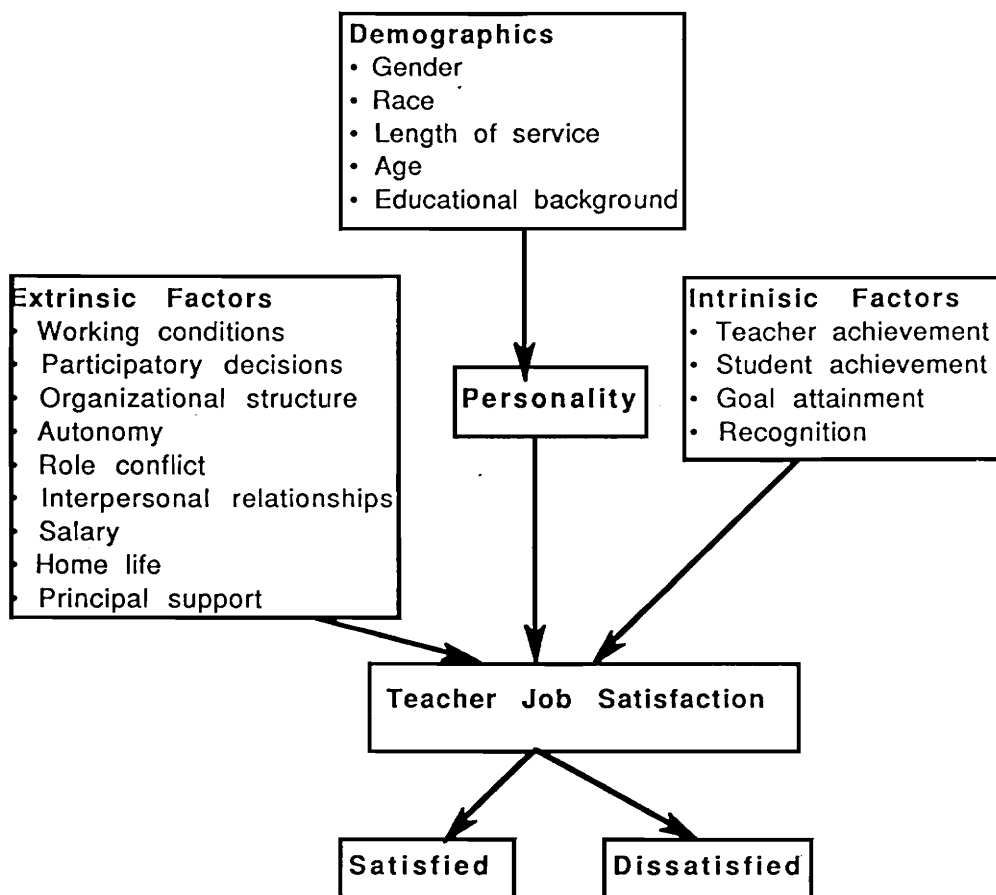 Demographics
• Gender
• Race
• Length of service
• Age
• Educational background
Extrinsic Factors
• Working conditions
• Participatory decisions
• Organizational structure
• Autonomy
• Role conflict
• Interpersonal relationships
• Salary
• Home life
• Principal support
Personality
Intrinisic Factors
• Teacher achievement
• Student achievement
• Goal attainment
• Recognition
Teacher Job Satisfaction
Satisfied
Dissatisfied